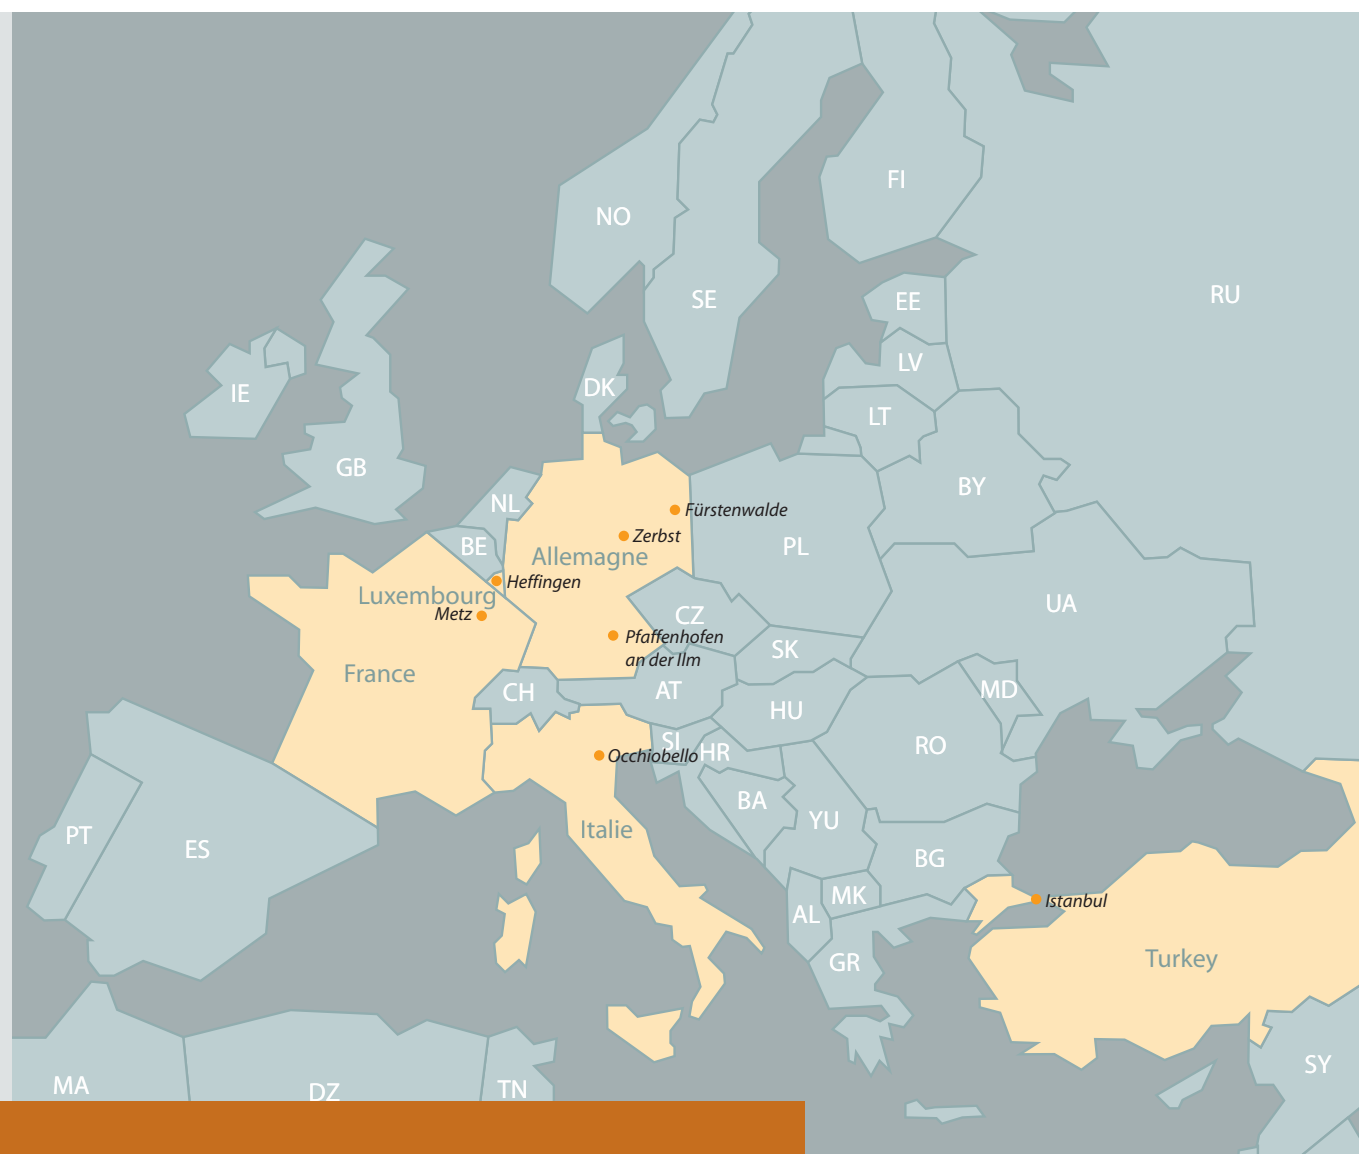 FI
NO
RU
SE
EE
LV
DK
IE
LT
GB
BY
NL
Fürstenwalde
Zerbst
BE
PL
Allemagne
Heffingen
Luxembourg
UA
Metz
CZ
Pfaffenhofen
an der Ilm
SK
France
CH
AT
MD
HU
SI
HR
RO
Occhiobello
BA
YU
Italie
PT
ES
BG
MK
AL
Istanbul
GR
Turkey
SY
MA
DZ
TN